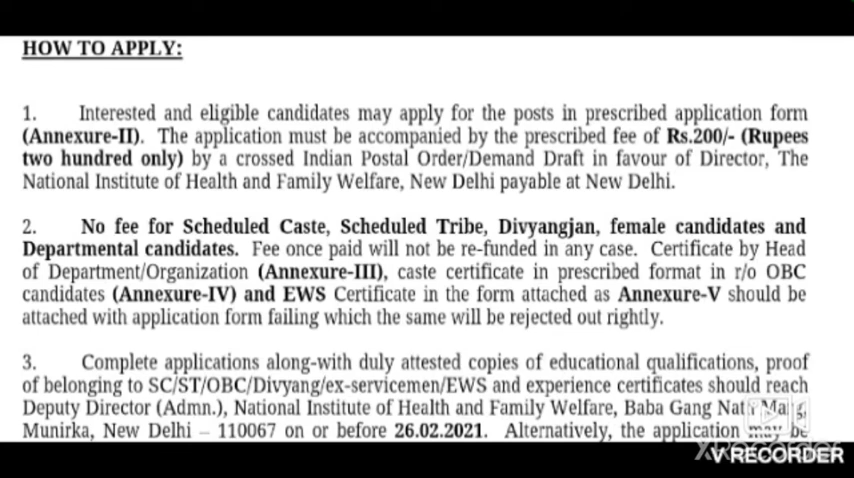 HOW TO APPLY:
1. Interested and eligible candidates may apply for the posts in prescribed application form
(Annexure-II). The application must be accompanied by the prescribed fee of Rs.200/- (Rupees
two hundred only) by a crossed Indian Postal Order/Demand Draft in favour of Director, The
National Institute of Health and Family Welfare, New Delhi payable at New Delhi.
2. No fee for Scheduled Caste, Scheduled Tribe, Divyangjan, female candidates and
Departmental candidates. Fee once paid will not be re-funded in any case. Certificate by Head
of Department/Organization (Annexure-III), caste certificate in prescribed format in r/o OBC
candidates (Annexure-IV) and EWS Certificate in the form attached as Annexure-V should be
attached with application form failing which the same will be rejected out rightly.
3. Complete applications along-with duly attested copies of educational qualifications, proof
of belonging to SC/ST/OBC/Divyang/ex-servicemen/EWS and experience certificates should reach
Deputy Director (Admn.), National Institute of Health and Family Welfare, Baba Gang Nath Marg,
Munirka, New Delhi – 110067 on or before 26.02.2021. Alternatively, the application may be
V RECORDER